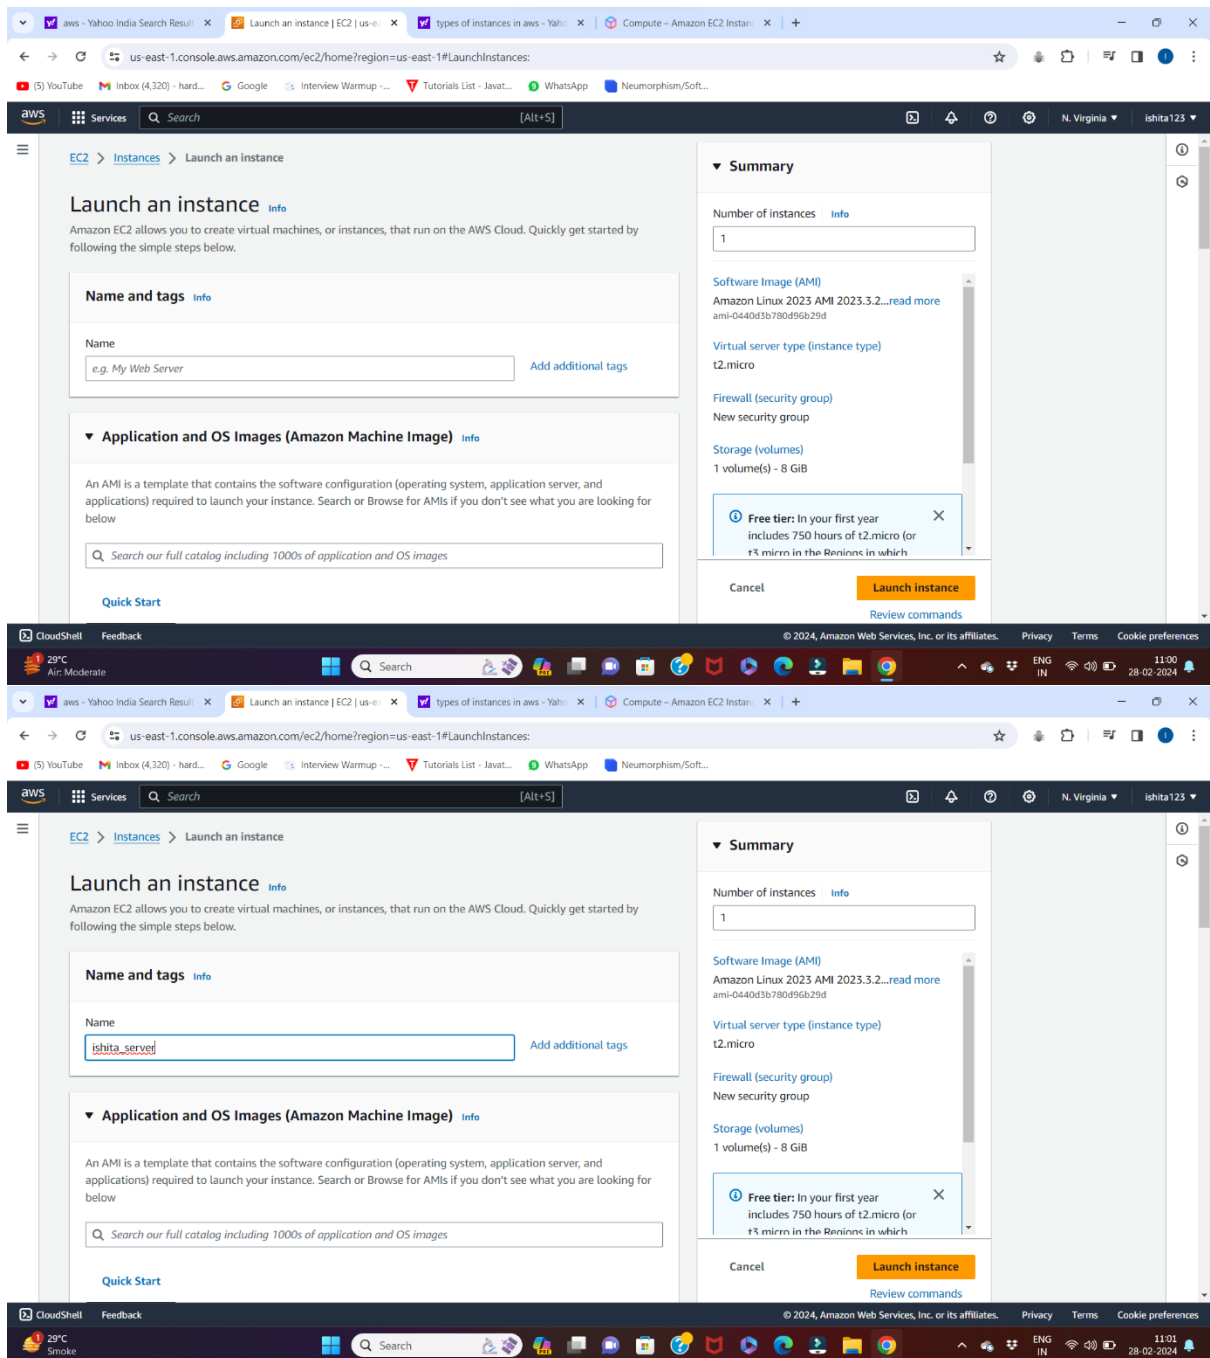 aws - Yahoo India Search Result
Launch an instance | EC2 | us-ea
types of instances in aws - Yaho
Compute – Amazon EC2 Instan
us-east-1.console.aws.amazon.com/ec2/home?region=us-east-1#LaunchInstances:
(5) YouTube
Inbox (4,320) - hard...
Google
Interview Warmup -...
Tutorials List - Javat...
WhatsApp
Neumorphism/Soft...
aws
Services
Search
[Alt+S]
N. Virginia
ishita123
EC2 > Instances > Launch an instance
Launch an instance Info
Amazon EC2 allows you to create virtual machines, or instances, that run on the AWS Cloud. Quickly get started by
following the simple steps below.
Name and tags Info
Name
e.g. My Web Server
Add additional tags
Application and OS Images (Amazon Machine Image) Info
An AMI is a template that contains the software configuration (operating system, application server, and
applications) required to launch your instance. Search or Browse for AMIs if you don't see what you are looking for
below
Search our full catalog including 1000s of application and OS images
Quick Start
Summary
Number of instances Info
1
Software Image (AMI)
Amazon Linux 2023 AMI 2023.3.2...read more
ami-0440d3b780d96b29d
Virtual server type (instance type)
t2.micro
Firewall (security group)
New security group
Storage (volumes)
1 volume(s) - 8 GiB
Free tier: In your first year
includes 750 hours of t2.micro (or
t3.micro in the Regions in which
Cancel
Launch instance
Review commands
CloudShell
Feedback
© 2024, Amazon Web Services, Inc. or its affiliates.
Privacy
Terms
Cookie preferences
1
29°C
Air: Moderate
Search
ENG
IN
11:00
28-02-2024
aws - Yahoo India Search Result
Launch an instance | EC2 | us-ea
types of instances in aws - Yaho
Compute – Amazon EC2 Instan
us-east-1.console.aws.amazon.com/ec2/home?region=us-east-1#LaunchInstances:
(5) YouTube
Inbox (4,320) - hard...
Google
Interview Warmup -...
Tutorials List - Javat...
WhatsApp
Neumorphism/Soft...
aws
Services
Search
[Alt+S]
N. Virginia
ishita123
EC2 > Instances > Launch an instance
Launch an instance Info
Amazon EC2 allows you to create virtual machines, or instances, that run on the AWS Cloud. Quickly get started by
following the simple steps below.
Name and tags Info
Name
ishita_server
Add additional tags
Application and OS Images (Amazon Machine Image) Info
An AMI is a template that contains the software configuration (operating system, application server, and
applications) required to launch your instance. Search or Browse for AMIs if you don't see what you are looking for
below
Search our full catalog including 1000s of application and OS images
Quick Start
Summary
Number of instances Info
1
Software Image (AMI)
Amazon Linux 2023 AMI 2023.3.2...read more
ami-0440d3b780d96b29d
Virtual server type (instance type)
t2.micro
Firewall (security group)
New security group
Storage (volumes)
1 volume(s) - 8 GiB
Free tier: In your first year
includes 750 hours of t2.micro (or
t3.micro in the Regions in which
Cancel
Launch instance
Review commands
CloudShell
Feedback
© 2024, Amazon Web Services, Inc. or its affiliates.
Privacy
Terms
Cookie preferences
1
29°C
Smoke
Search
ENG
IN
11:01
28-02-2024